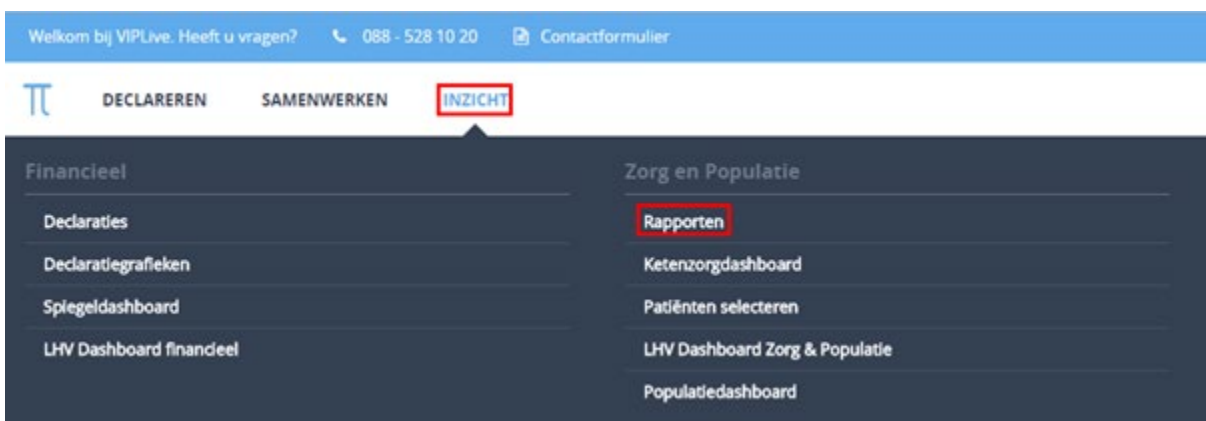 Welkom bij VIPLive. Heeft u vragen? 088 - 528 10 20 Contactformulier
DECLAREREN SAMENWERKEN INZICHT
Financieel
Declaraties
Declaratiegrafieken
Spiegeldashboard
LHV Dashboard financieel
Zorg en Populatie
Rapporten
Ketenzorgdashboard
Patiënten selecteren
LHV Dashboard Zorg & Populatie
Populatiedashboard